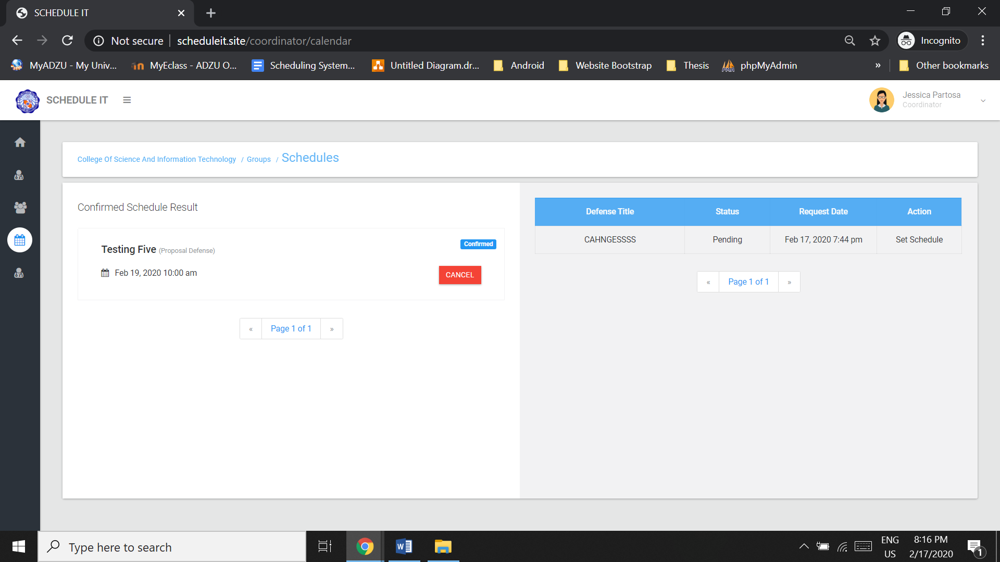 SCHEDULE IT
Not secure scheduleit.site/coordinator/calendar
Incognito
MyADZU - My Univ...
MyEclass - ADZU O...
Scheduling System...
Untitled Diagram.dr...
Android
Website Bootstrap
Thesis
phpMyAdmin
»
Other bookmarks
SCHEDULE IT
Jessica Partosa
Coordinator
College Of Science And Information Technology / Groups / Schedules
Confirmed Schedule Result
Testing Five (Proposal Defense)
Confirmed
Feb 19, 2020 10:00 am
CANCEL
« Page 1 of 1 »
Defense Title Status Request Date Action
CAHNGESSSS Pending Feb 17, 2020 7:44 pm Set Schedule
« Page 1 of 1 »
Type here to search
ENG
US
8:16 PM
2/17/2020
1